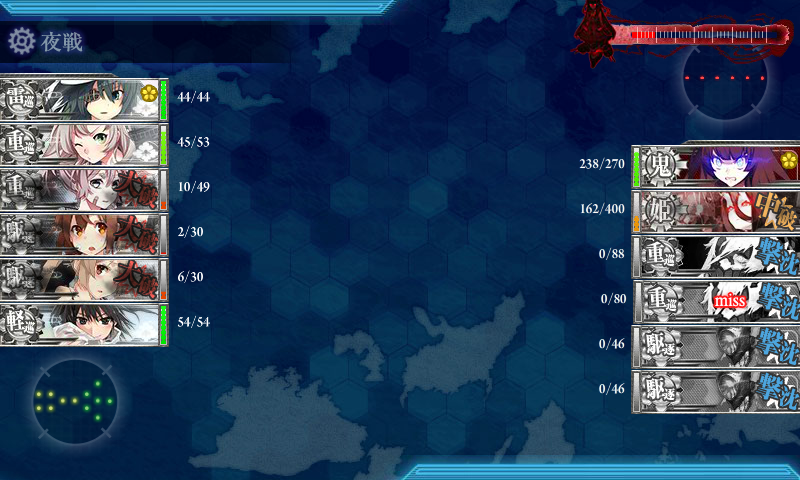 夜戦
雷巡
44/44
重巡
45/53
重巡
大破
10/49
駆逐
大破
2/30
駆逐
大破
6/30
軽巡
54/54
238/270
鬼
162/400
姫
中破
0/88
重巡
撃沈
0/80
重巡
miss
撃沈
0/46
駆逐
撃沈
0/46
駆逐
撃沈